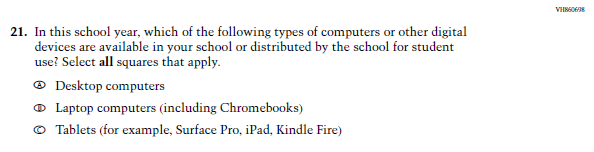 VH860698
21. In this school year, which of the following types of computers or other digital
devices are available in your school or distributed by the school for student
use? Select all squares that apply.
Ⓐ Desktop computers
Ⓑ Laptop computers (including Chromebooks)
Ⓒ Tablets (for example, Surface Pro, iPad, Kindle Fire)